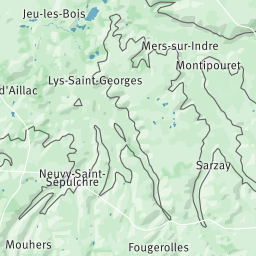 Jeu-les-Bois
Mers-sur-Indre
Montipouret
Lys-Saint-Georges
d'Aillac
Sarzay
Neuvy-Saint-
Sépulchre
Mouhers
Fougerolles